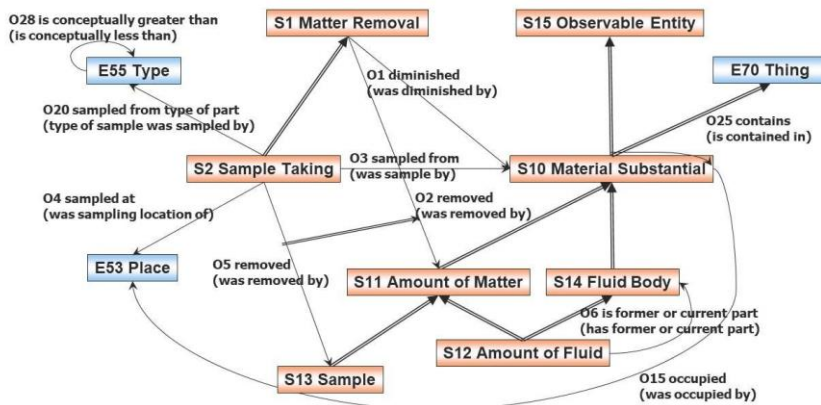 O28 is conceptually greater than
(is conceptually less than)
S1 Matter Removal
S15 Observable Entity
E55 Type
E70 Thing
O1 diminished
(was diminished by)
O20 sampled from type of part
(type of sample was sampled by)
O25 contains
(is contained in)
S2 Sample Taking
O3 sampled from
(was sample by)
S10 Material Substantial
O4 sampled at
(was sampling location of)
O2 removed
(was removed by)
E53 Place
O5 removed
(was removed by)
S11 Amount of Matter
S14 Fluid Body
O6 is former or current part
(has former or current part)
S12 Amount of Fluid
S13 Sample
O15 occupied
(was occupied by)